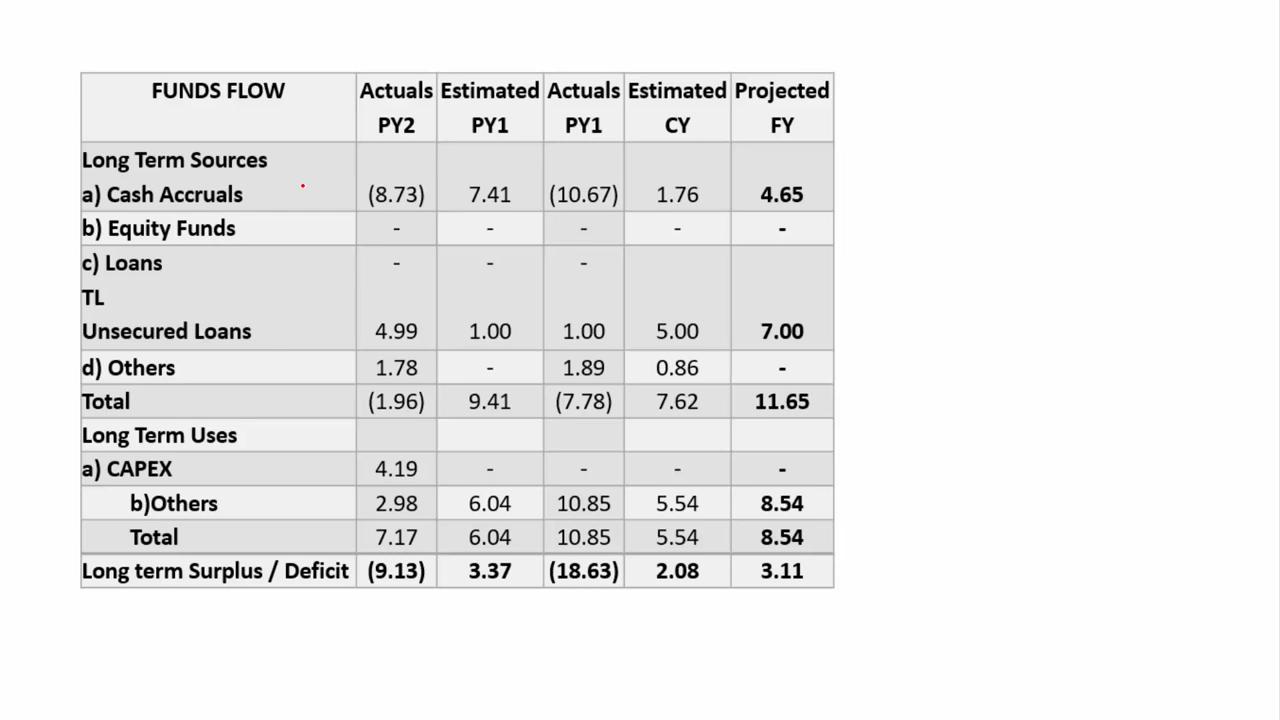 FUNDS FLOW Actuals Estimated Actuals Estimated Projected
PY2 PY1 PY1 CY FY
Long Term Sources
a) Cash Accruals (8.73) 7.41 (10.67) 1.76 4.65
b) Equity Funds - - - - -
c) Loans - - -
TL
Unsecured Loans 4.99 1.00 1.00 5.00 7.00
d) Others 1.78 - 1.89 0.86 -
Total (1.96) 9.41 (7.78) 7.62 11.65
Long Term Uses
a) CAPEX 4.19 - - - -
b)Others 2.98 6.04 10.85 5.54 8.54
Total 7.17 6.04 10.85 5.54 8.54
Long term Surplus / Deficit (9.13) 3.37 (18.63) 2.08 3.11